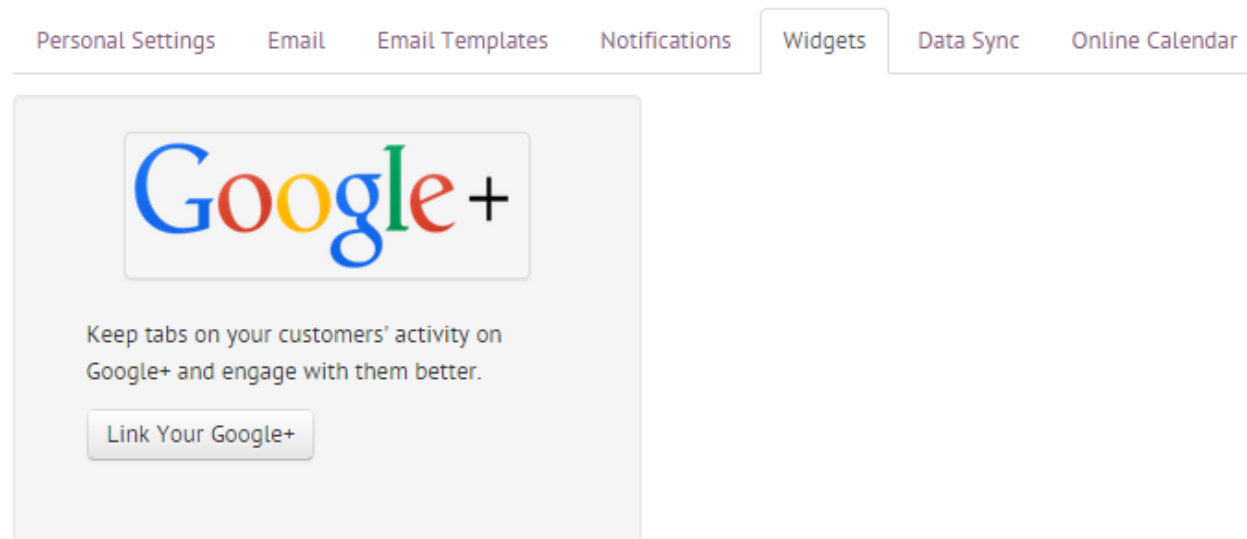 Personal Settings Email Email Templates Notifications Widgets Data Sync Online Calendar
Google+
Keep tabs on your customers' activity on
Google+ and engage with them better.
Link Your Google+